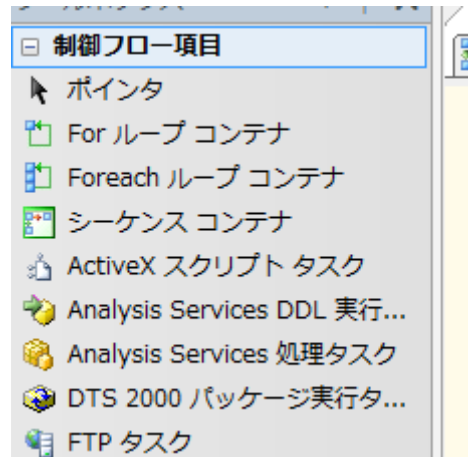 制御フロー項目
ポインタ
For ループ コンテナ
Foreach ループ コンテナ
シーケンス コンテナ
ActiveX スクリプト タスク
Analysis Services DDL 実行...
Analysis Services 処理タスク
DTS 2000 パッケージ実行タ...
FTP タスク